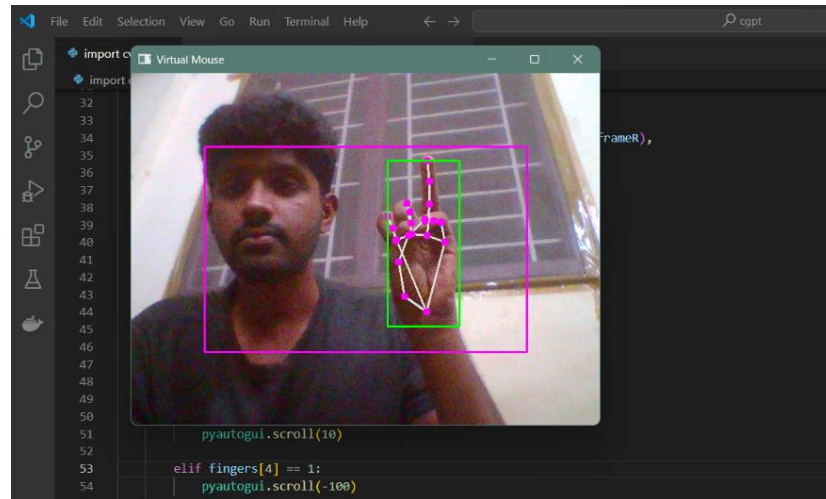 File Edit Selection View Go Run Terminal Help
cgpt
import
Virtual Mouse
import
32
33
34 frameR),
35
36
37
38
39
40
41
42
43
44
45
46
47
48
49
50
51 pyautogui.scroll(10)
52
53 elif fingers[4] == 1:
54 pyautogui.scroll(-100)